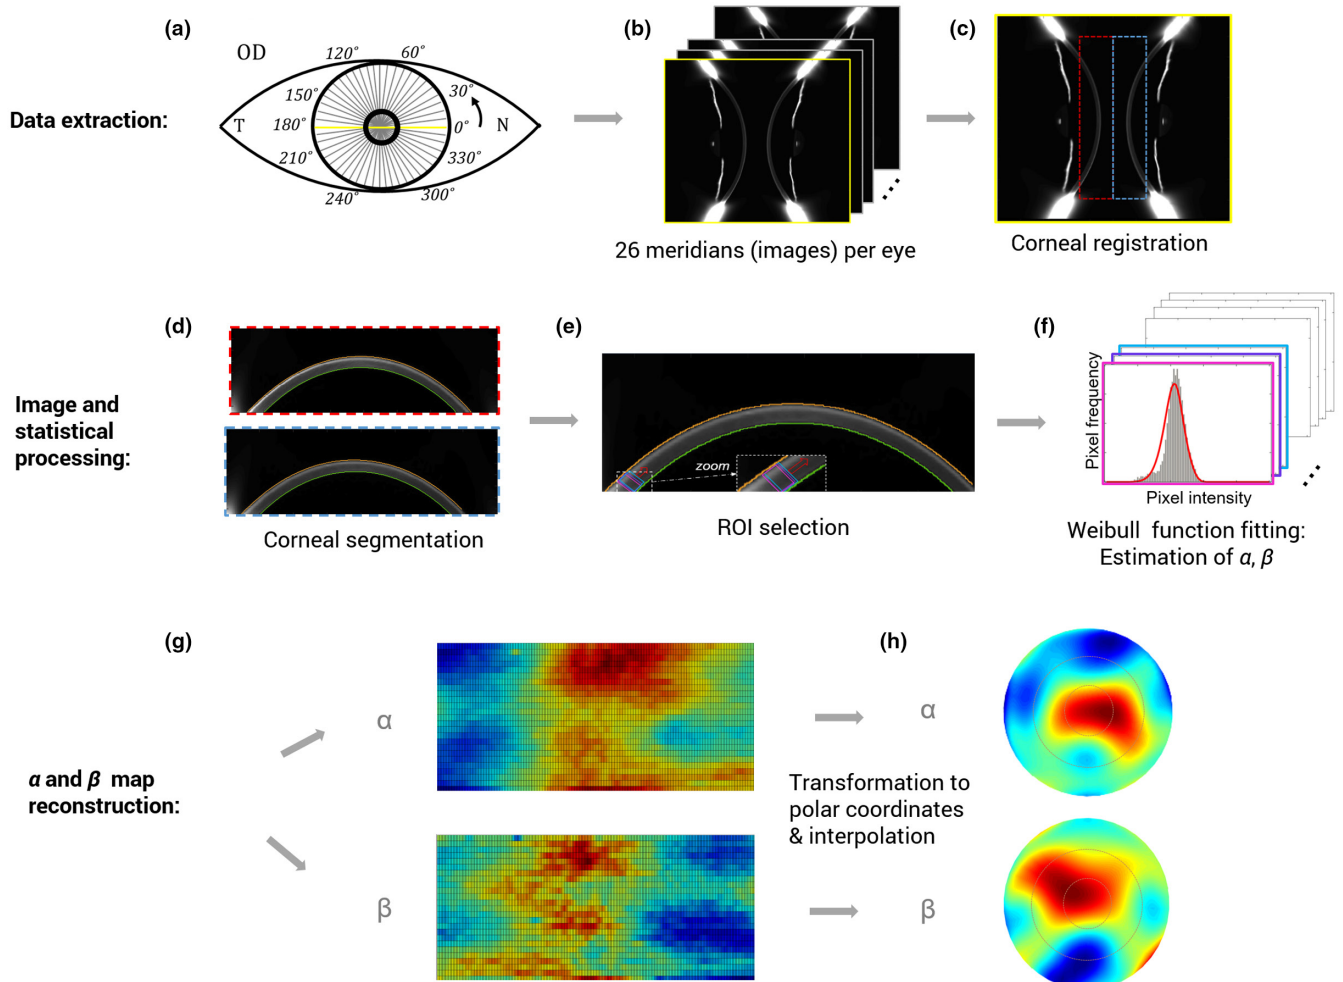 (a)
OD
120°
60°
150°
30°
T
180°
0°
N
210°
330°
240°
300°
Data extraction:
(b)
26 meridians (images) per eye
(c)
Corneal registration
(d)
Corneal segmentation
(e)
zoom
ROI selection
(f)
Pixel frequency
Pixel intensity
Weibull function fitting:
Estimation of α, β
Image and
statistical
processing:
(g)
α
β
α and β map
reconstruction:
Transformation to
polar coordinates
& interpolation
(h)
α
β